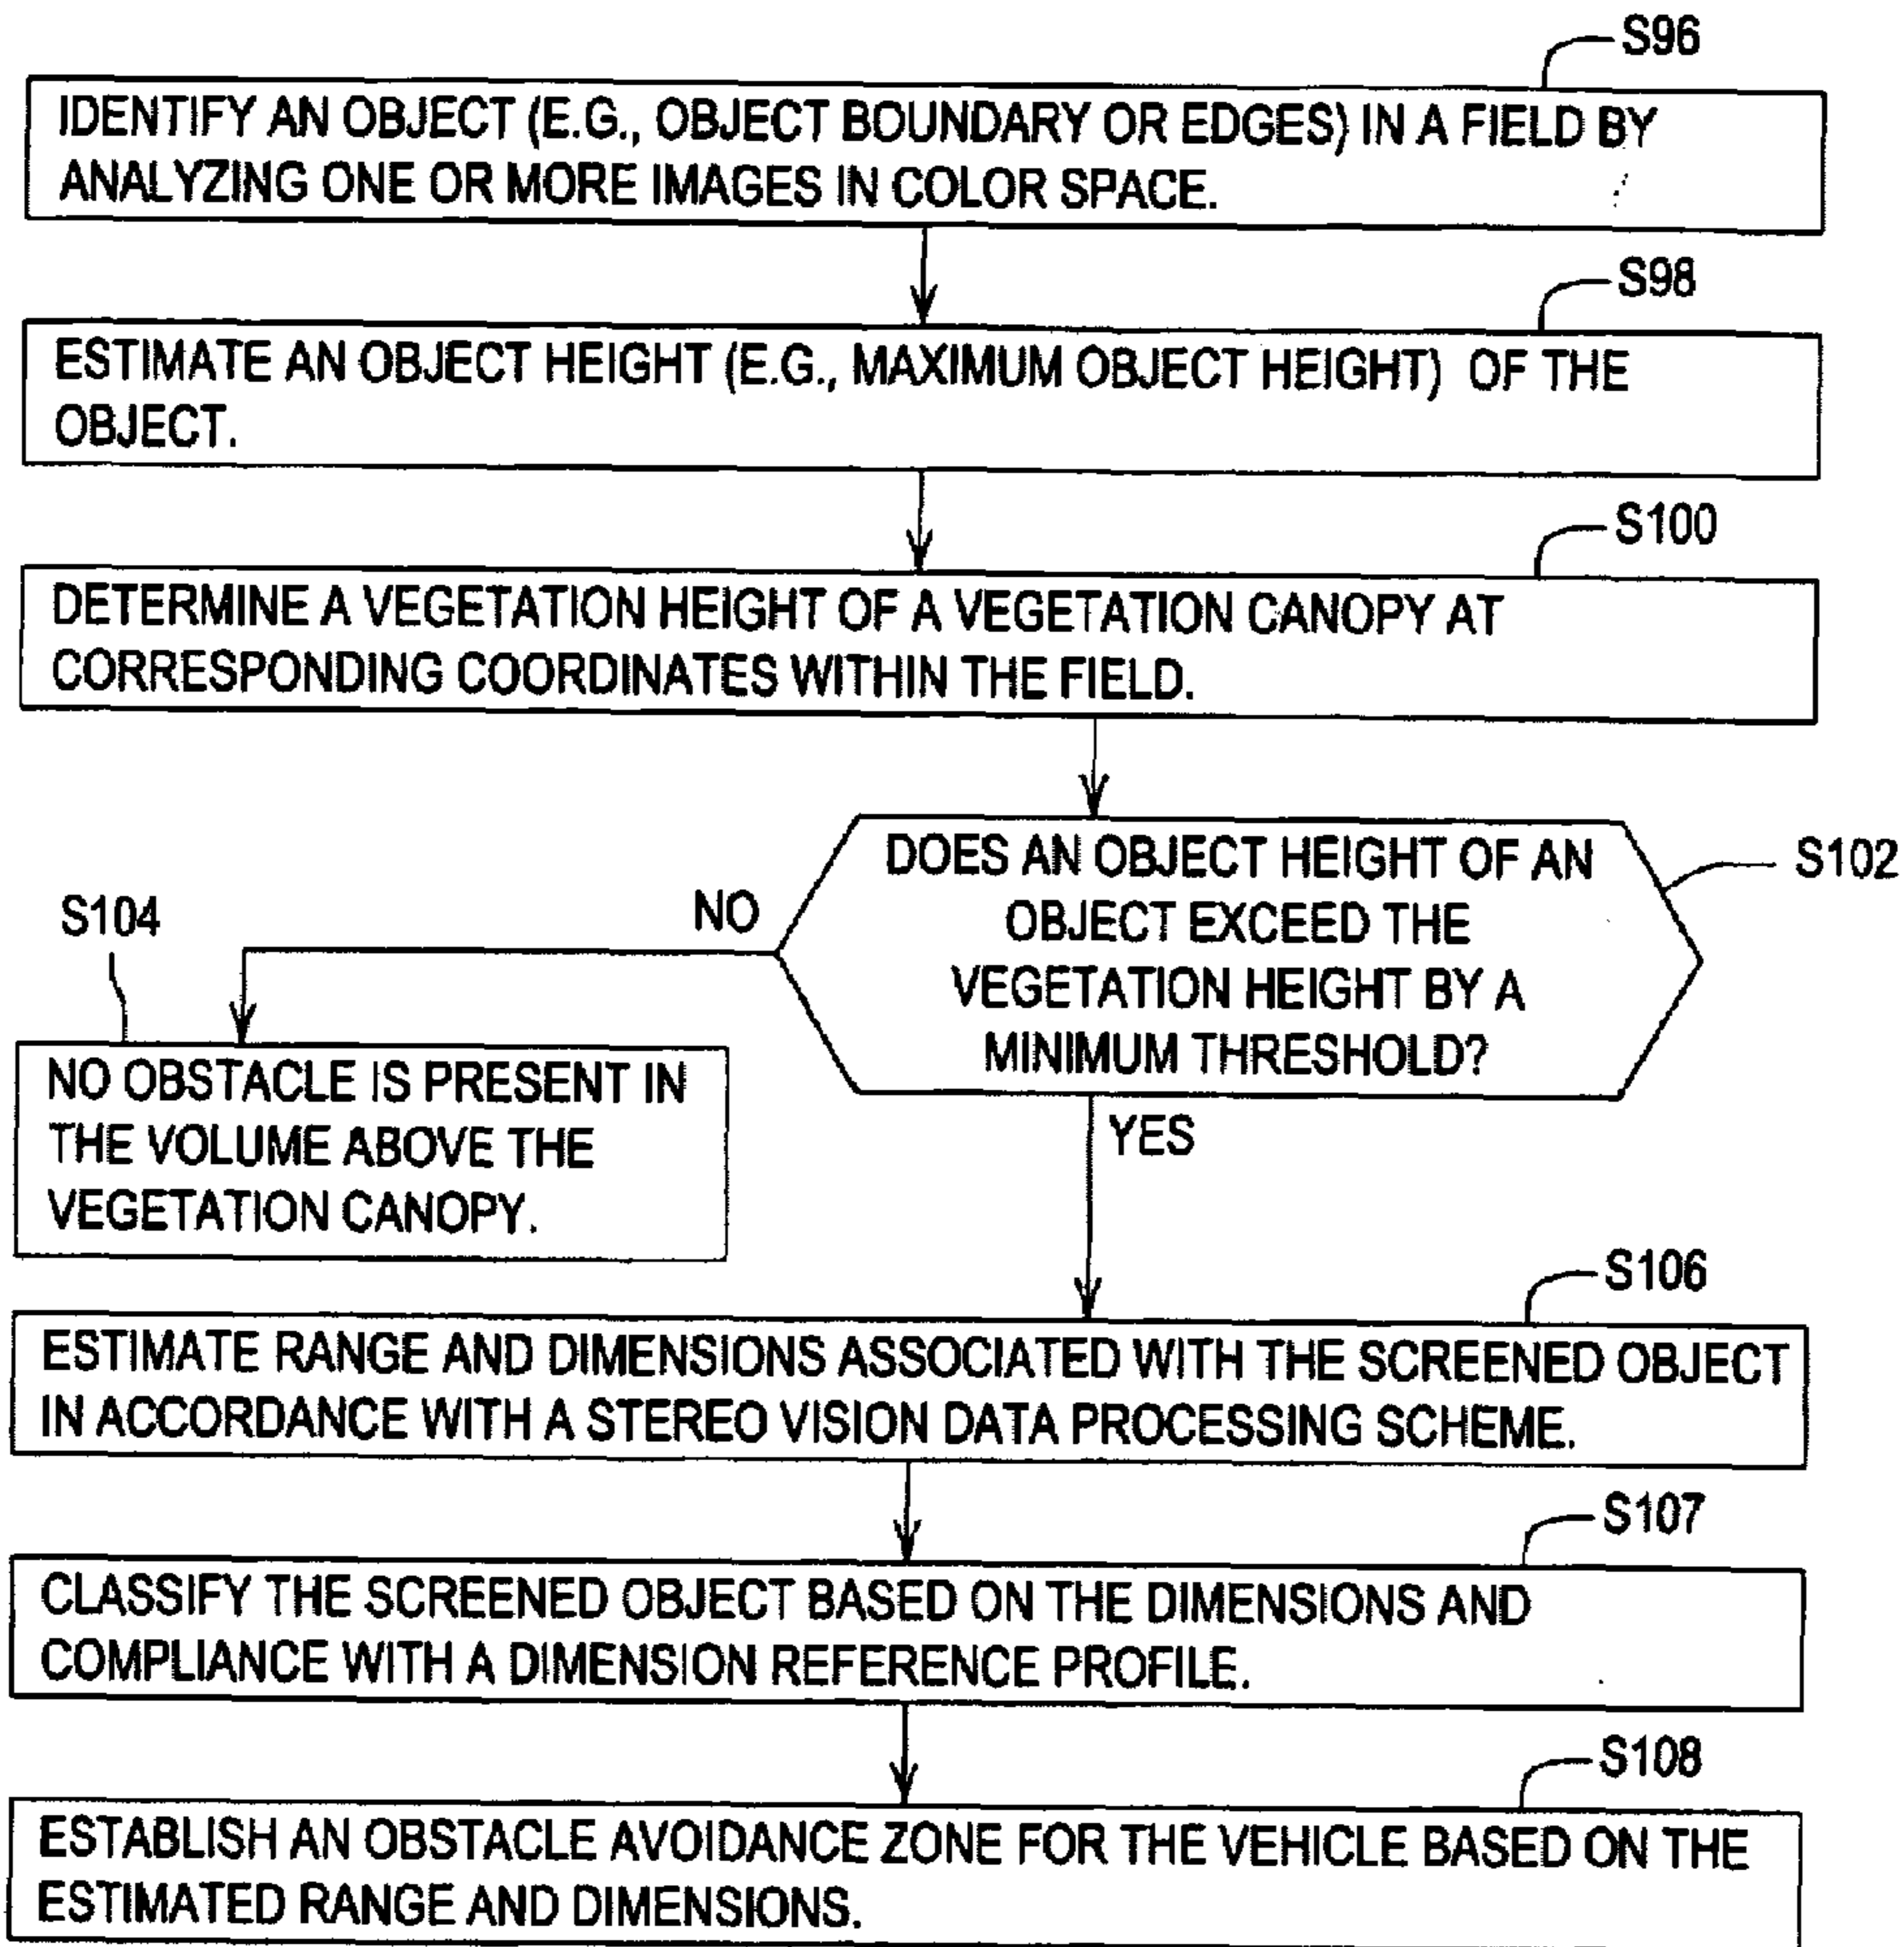 S96
IDENTIFY AN OBJECT (E.G., OBJECT BOUNDARY OR EDGES) IN A FIELD BY
ANALYZING ONE OR MORE IMAGES IN COLOR SPACE.
S98
ESTIMATE AN OBJECT HEIGHT (E.G., MAXIMUM OBJECT HEIGHT) OF THE
OBJECT.
S100
DETERMINE A VEGETATION HEIGHT OF A VEGETATION CANOPY AT
CORRESPONDING COORDINATES WITHIN THE FIELD.
S102
DOES AN OBJECT HEIGHT OF AN
OBJECT EXCEED THE
VEGETATION HEIGHT BY A
MINIMUM THRESHOLD?
NO
S104
NO OBSTACLE IS PRESENT IN
THE VOLUME ABOVE THE
VEGETATION CANOPY.
YES
S106
ESTIMATE RANGE AND DIMENSIONS ASSOCIATED WITH THE SCREENED OBJECT
IN ACCORDANCE WITH A STEREO VISION DATA PROCESSING SCHEME.
S107
CLASSIFY THE SCREENED OBJECT BASED ON THE DIMENSIONS AND
COMPLIANCE WITH A DIMENSION REFERENCE PROFILE.
S108
ESTABLISH AN OBSTACLE AVOIDANCE ZONE FOR THE VEHICLE BASED ON THE
ESTIMATED RANGE AND DIMENSIONS.